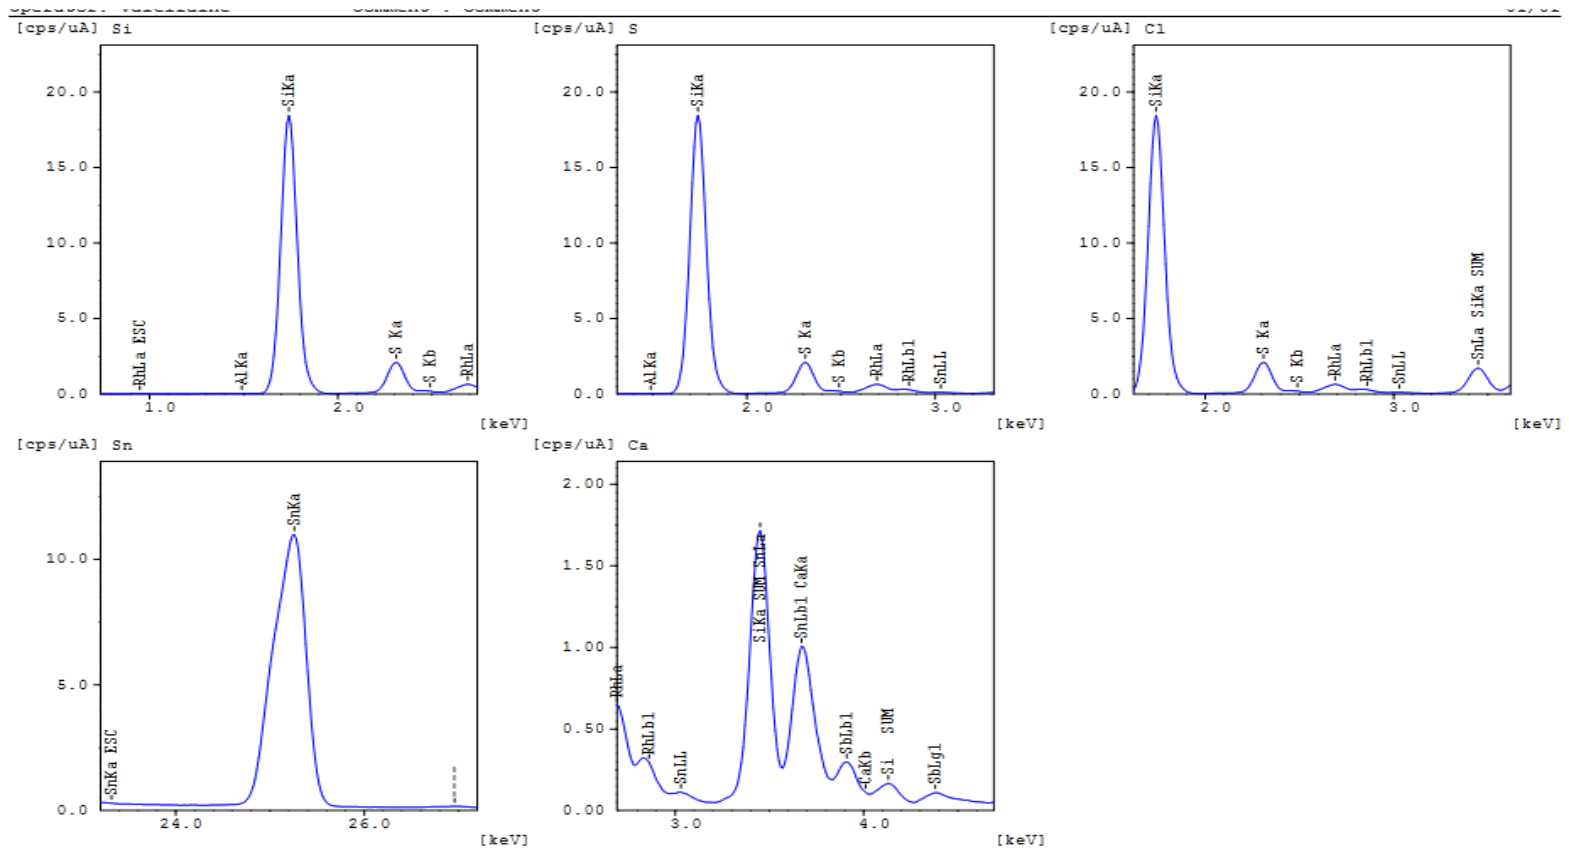 [cps/uA] Si
20.0
15.0
10.0
5.0
0.0
1.0
2.0
[keV]
RhLa ESC
AlKa
SiKa
S Ka
S Kb
RhLa
[cps/uA] S
20.0
15.0
10.0
5.0
0.0
2.0
3.0
[keV]
AlKa
SiKa
S Ka
S Kb
RhLa
RhLb1
SnLL
[cps/uA] Cl
20.0
15.0
10.0
5.0
0.0
2.0
3.0
[keV]
SiKa
S Ka
S Kb
RhLa
RhLb1
SnLL
SnLa SiKa SUM
[cps/uA] Sn
10.0
5.0
0.0
24.0
26.0
[keV]
SnKa ESC
SnKa
[cps/uA] Ca
2.00
1.50
1.00
0.50
0.00
3.0
4.0
[keV]
RhLa
RhLb1
SnLL
SiKa SUM SnLa
SnLb1 CaKa
SbLb1
CaKb
Si SUM
SbLg1